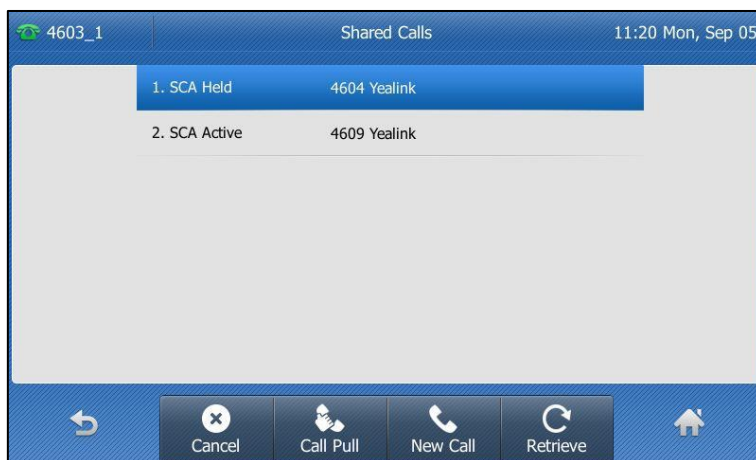 4603_1 Shared Calls 11:20 Mon, Sep 05
1. SCA Held 4604 Yealink
2. SCA Active 4609 Yealink
Cancel Call Pull New Call Retrieve